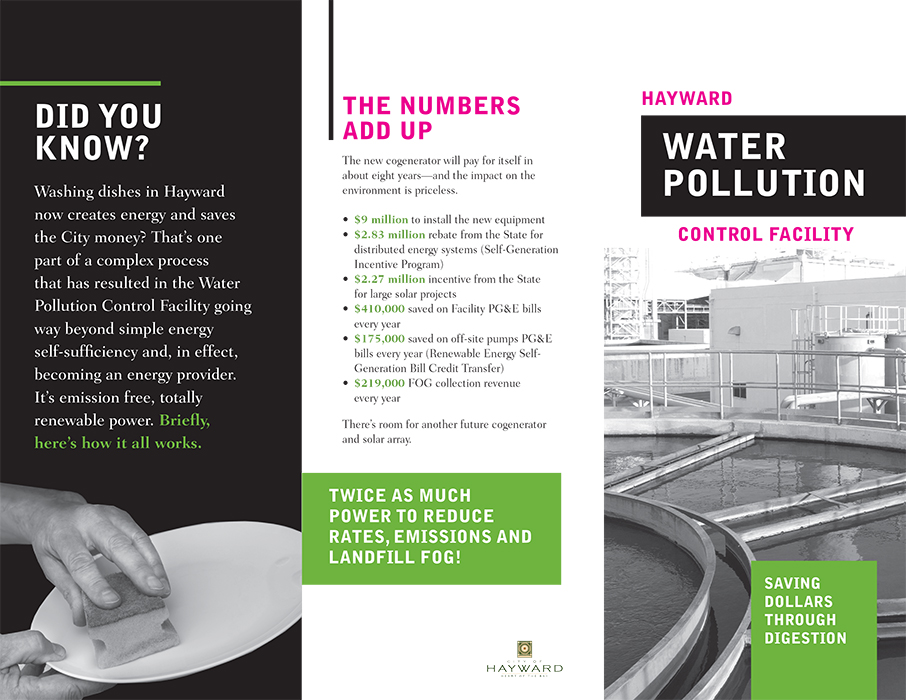 DID YOU
KNOW?
Washing dishes in Hayward
now creates energy and saves
the City money? That's one
part of a complex process
that has resulted in the Water
Pollution Control Facility going
way beyond simple energy
self-sufficiency and, in effect,
becoming an energy provider.
It's emission free, totally
renewable power. Briefly,
here's how it all works.
THE NUMBERS
ADD UP
The new cogenerator will pay for itself in
about eight years—and the impact on the
environment is priceless.
• $9 million to install the new equipment
• $2.83 million rebate from the State for
distributed energy systems (Self-Generation
Incentive Program)
• $2.27 million incentive from the State
for large solar projects
• $410,000 saved on Facility PG&E bills
every year
• $175,000 saved on off-site pumps PG&E
bills every year (Renewable Energy Self-
Generation Bill Credit Transfer)
• $219,000 FOG collection revenue
every year
There's room for another future cogenerator
and solar array.
TWICE AS MUCH
POWER TO REDUCE
RATES, EMISSIONS AND
LANDFILL FOG!
CITY OF
HAYWARD
HEART OF THE BAY
HAYWARD
WATER
POLLUTION
CONTROL FACILITY
SAVING
DOLLARS
THROUGH
DIGESTION